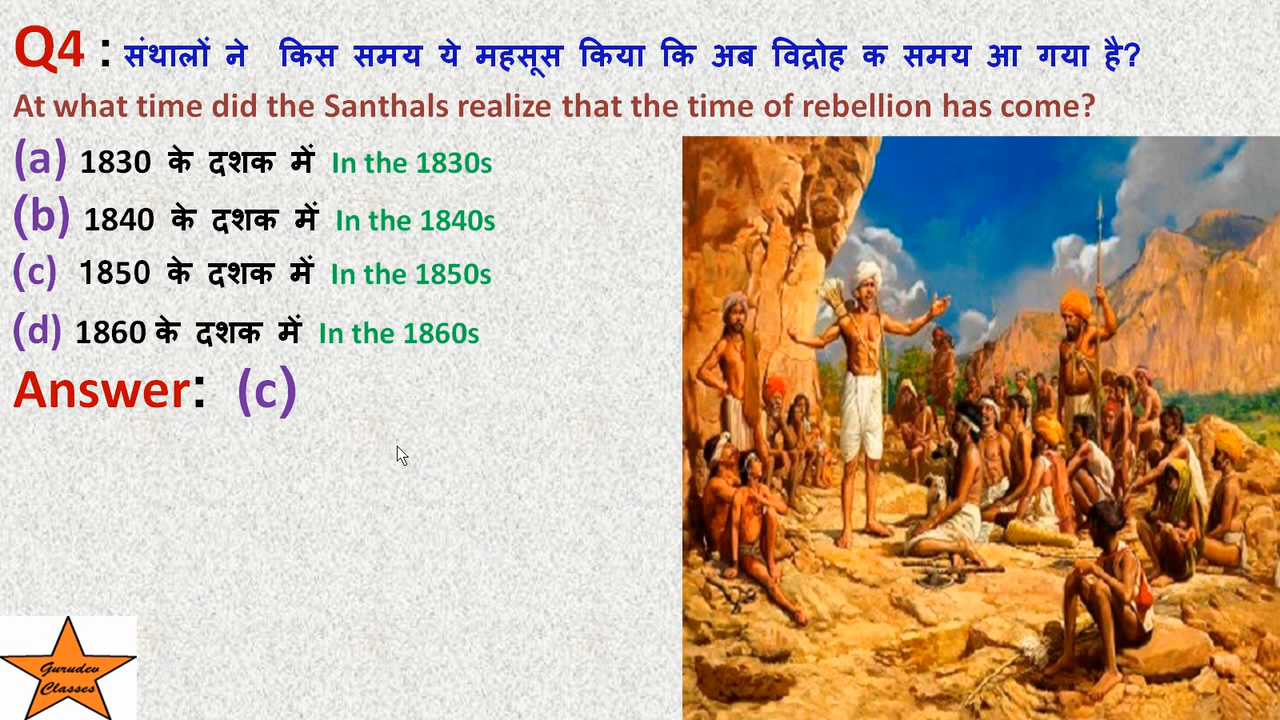 Q4 : संथालों ने किस समय ये महसूस किया कि अब विद्रोह क समय आ गया है?
At what time did the Santhals realize that the time of rebellion has come?
(a) 1830 के दशक में In the 1830s
(b) 1840 के दशक में In the 1840s
(c) 1850 के दशक में In the 1850s
(d) 1860 के दशक में In the 1860s
Answer: (c)
Gurudev
Classes